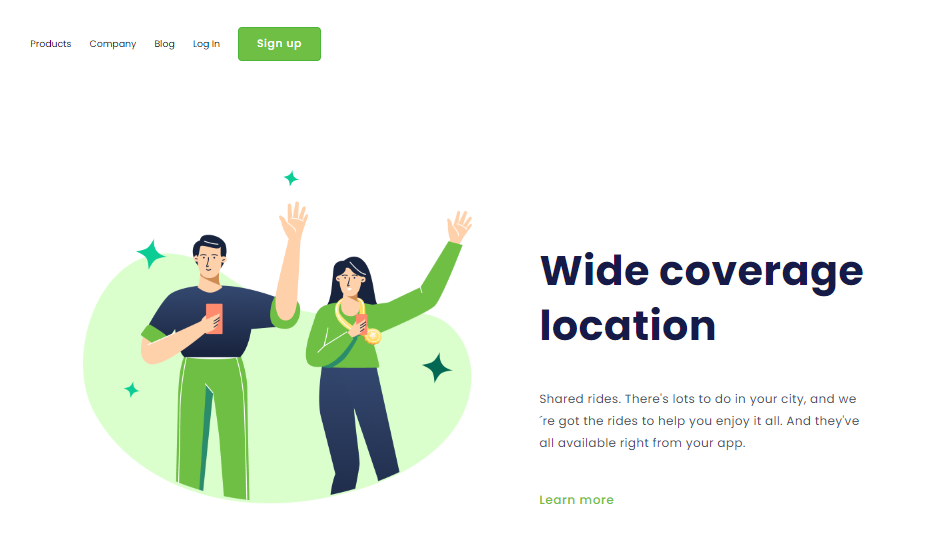 Products Company Blog Log In Sign up
Wide coverage
location
Shared rides. There's lots to do in your city, and we
´re got the rides to help you enjoy it all. And they've
all available right from your app.
Learn more